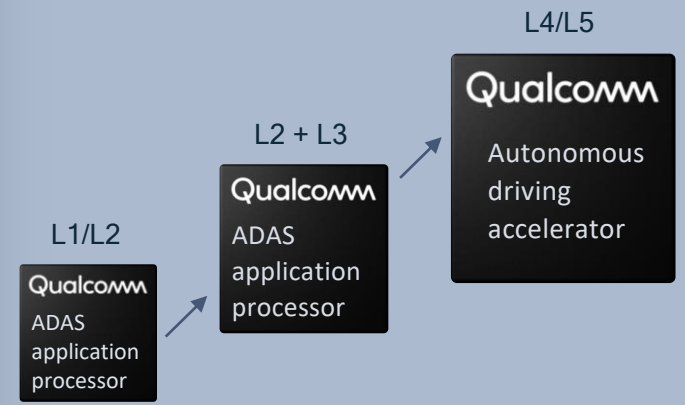 L4/L5
Qualcomm
Autonomous
driving
accelerator
L2 + L3
Qualcomm
ADAS
application
processor
L1/L2
Qualcomm
ADAS
application
processor